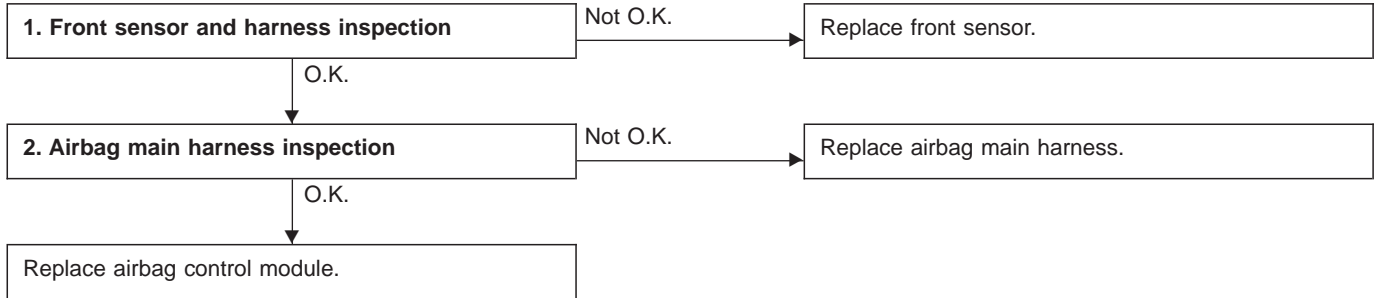 1. Front sensor and harness inspection
Not O.K.
Replace front sensor.
O.K.
2. Airbag main harness inspection
Not O.K.
Replace airbag main harness.
O.K.
Replace airbag control module.